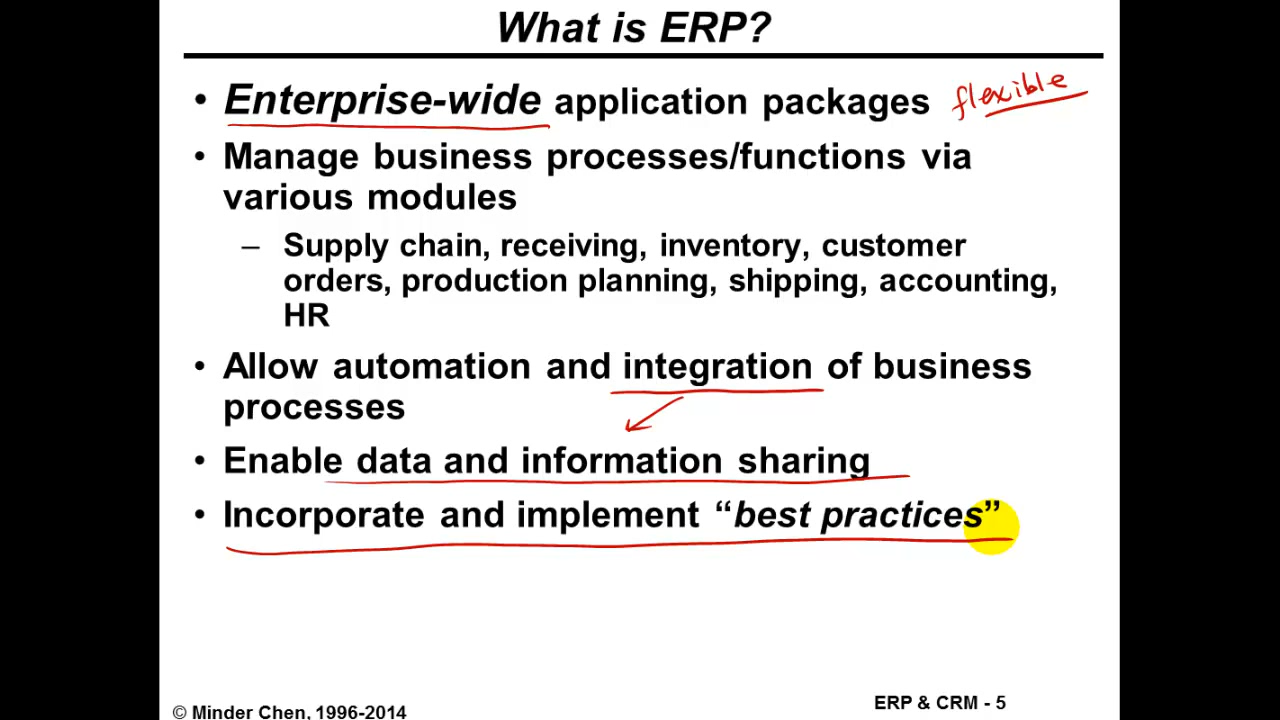 What is ERP?
• Enterprise-wide application packages flexible
• Manage business processes/functions via
various modules
– Supply chain, receiving, inventory, customer
orders, production planning, shipping, accounting,
HR
• Allow automation and integration of business
processes
• Enable data and information sharing
• Incorporate and implement “best practices”
© Minder Chen, 1996-2014
ERP & CRM - 5